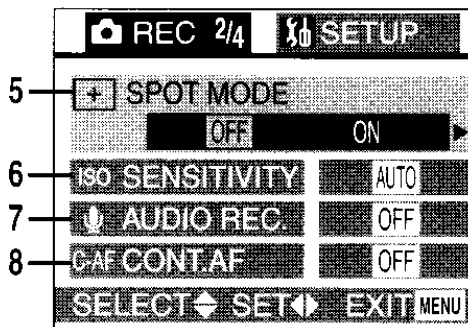 REC 2/4 SETUP
5 SPOT MODE
OFF ON
6 ISO SENSITIVITY AUTO
7 AUDIO REC. OFF
8 C-AF CONT.AF OFF
SELECT SET EXIT MENU